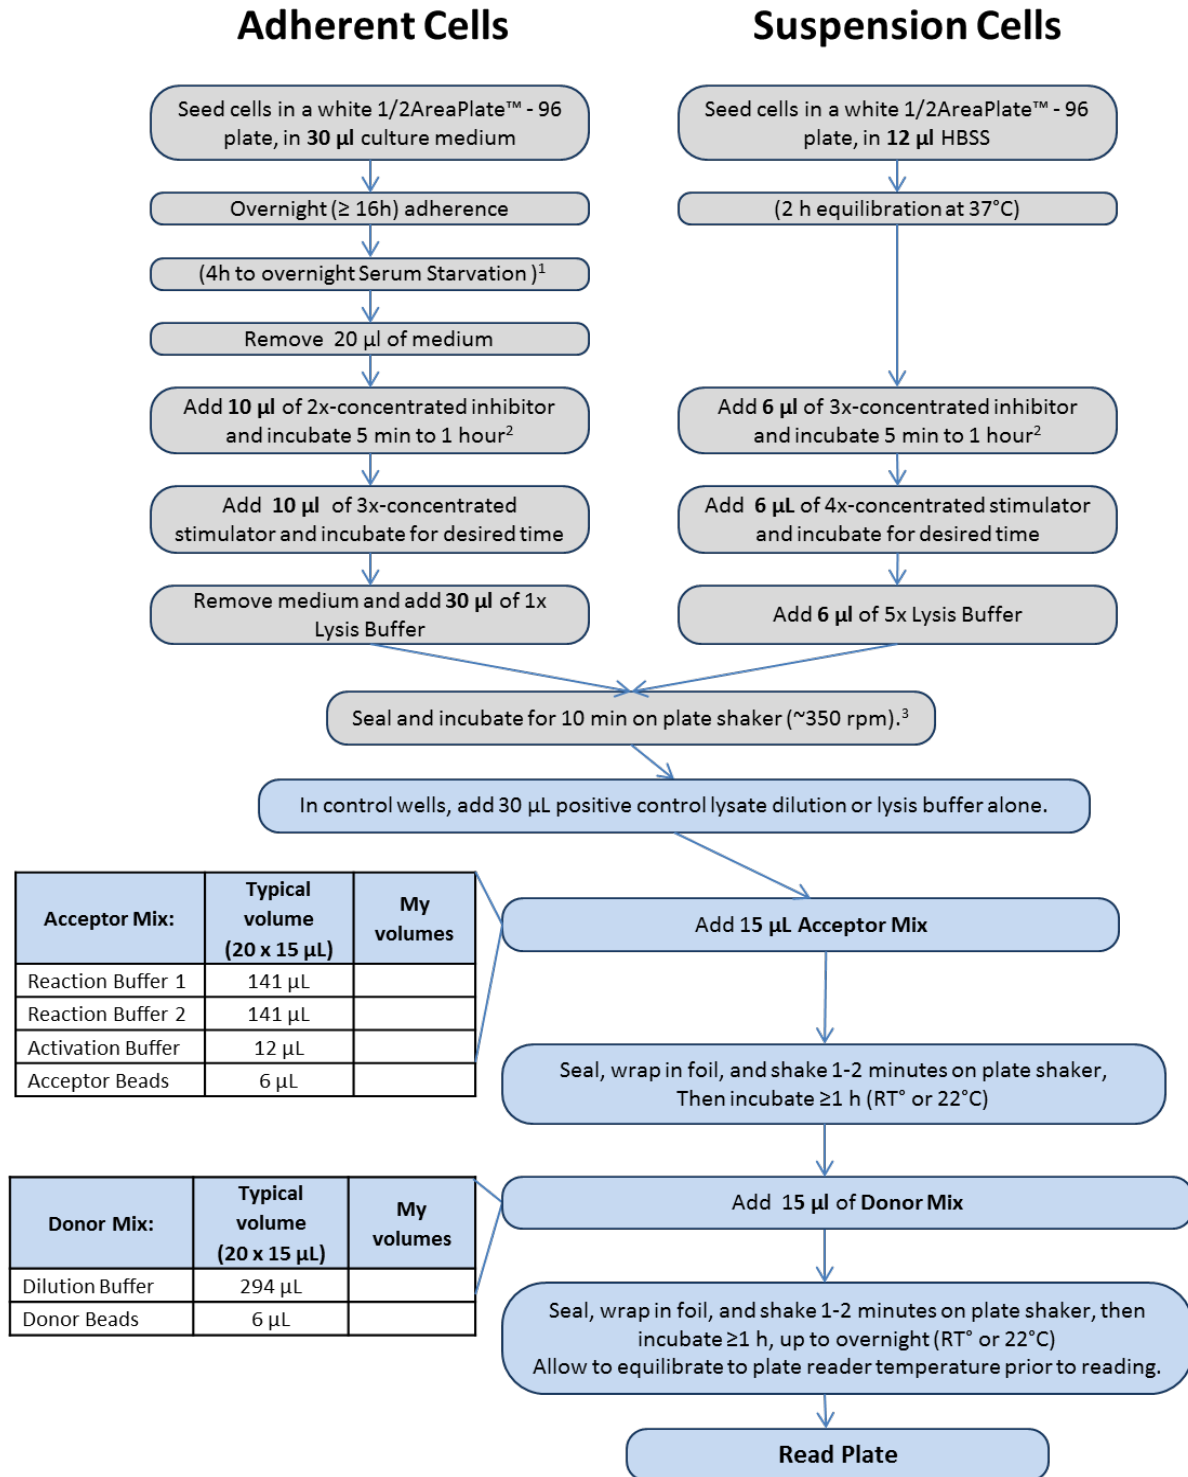 Adherent Cells
Suspension Cells
Seed cells in a white 1/2AreaPlate™ - 96
plate, in 30 µl culture medium
Seed cells in a white 1/2AreaPlate™ - 96
plate, in 12 µl HBSS
Overnight (≥ 16h) adherence
(2 h equilibration at 37°C)
(4h to overnight Serum Starvation )¹
Remove 20 µl of medium
Add 10 µl of 2x-concentrated inhibitor
and incubate 5 min to 1 hour²
Add 6 µl of 3x-concentrated inhibitor
and incubate 5 min to 1 hour²
Add 10 µl of 3x-concentrated
stimulator and incubate for desired time
Add 6 µL of 4x-concentrated stimulator
and incubate for desired time
Remove medium and add 30 µl of 1x
Lysis Buffer
Add 6 µl of 5x Lysis Buffer
Seal and incubate for 10 min on plate shaker (~350 rpm).³
In control wells, add 30 µL positive control lysate dilution or lysis buffer alone.
Acceptor Mix:
Typical
volume
(20 x 15 µL)
My
volumes
Reaction Buffer 1
141 µL
Reaction Buffer 2
141 µL
Activation Buffer
12 µL
Acceptor Beads
6 µL
Add 15 µL Acceptor Mix
Seal, wrap in foil, and shake 1-2 minutes on plate shaker,
Then incubate ≥1 h (RT° or 22°C)
Donor Mix:
Typical
volume
(20 x 15 µL)
My
volumes
Dilution Buffer
294 µL
Donor Beads
6 µL
Add 15 µl of Donor Mix
Seal, wrap in foil, and shake 1-2 minutes on plate shaker, then
incubate ≥1 h, up to overnight (RT° or 22°C)
Allow to equilibrate to plate reader temperature prior to reading.
Read Plate